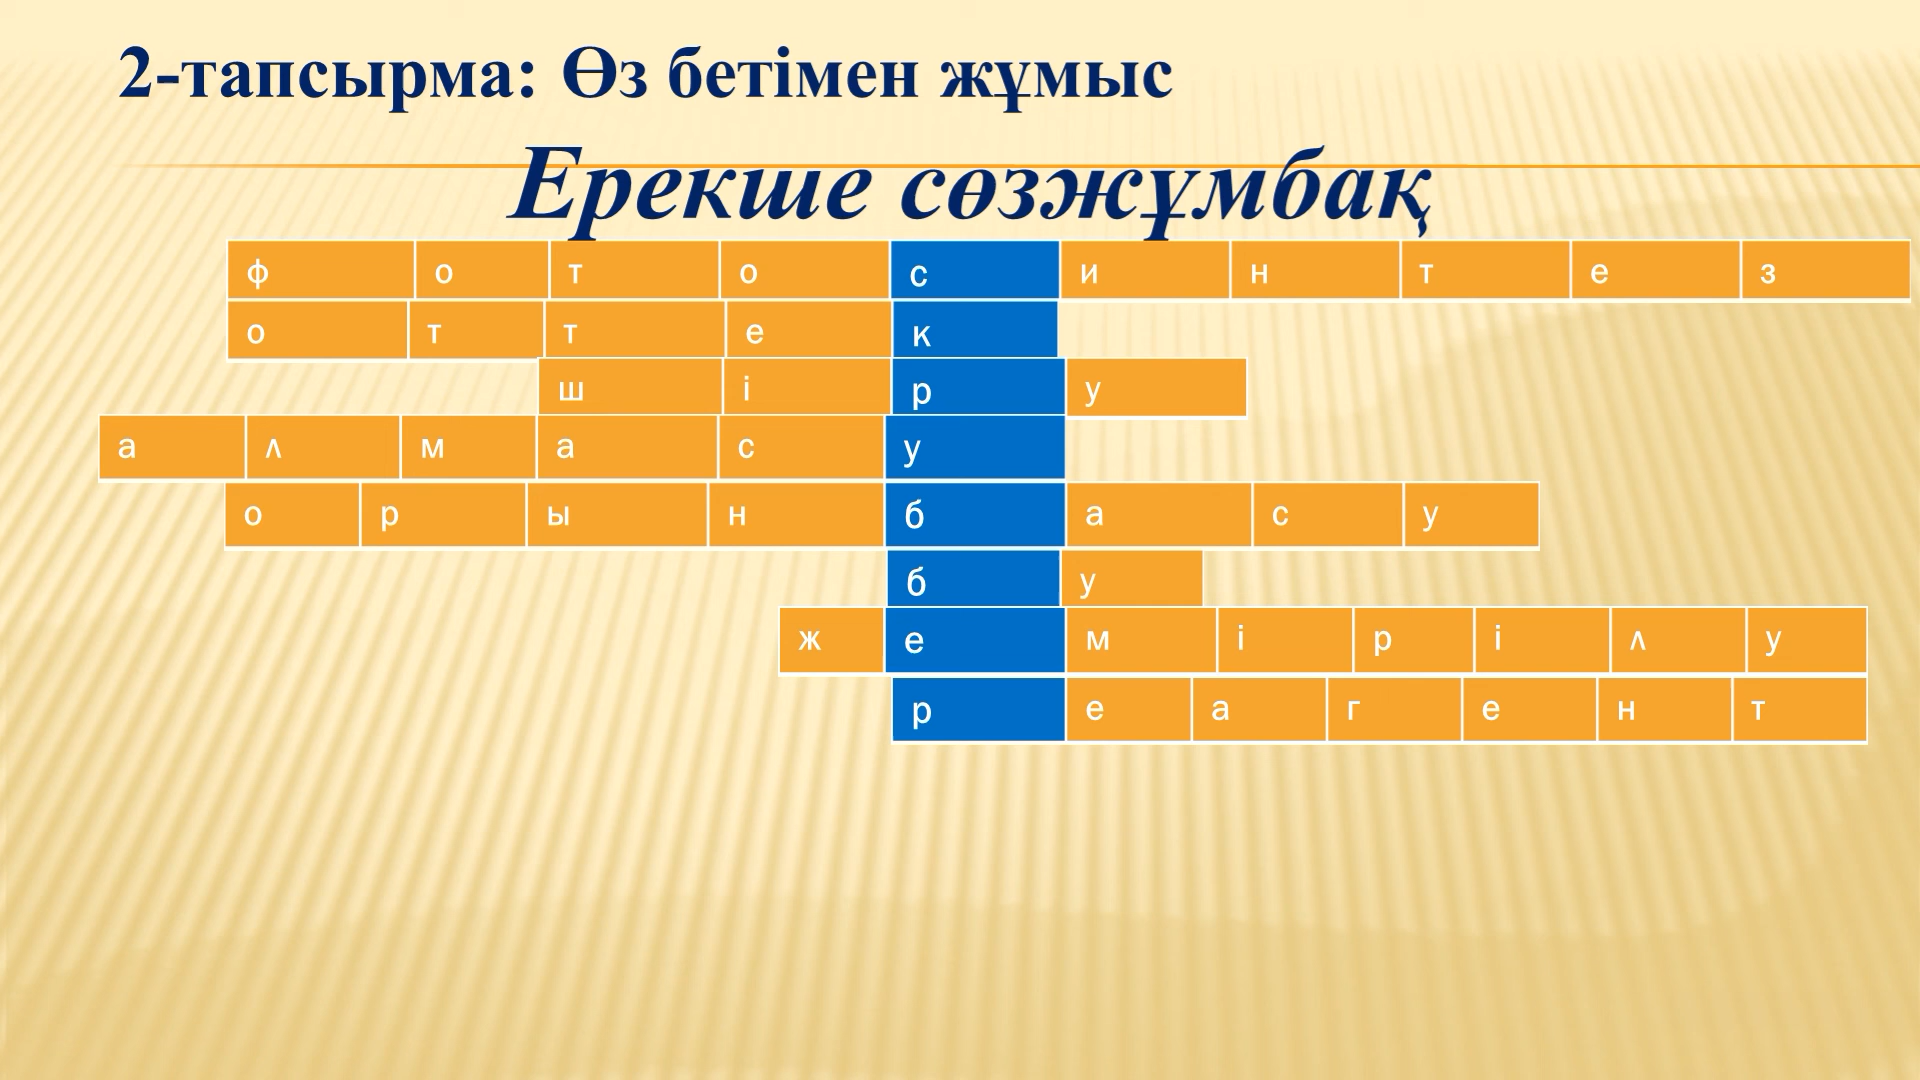 2-тапсырма: Өз бетімен жұмыс
Ерекше сөзжұмбақ
ф о т о с и н т е з
о т т е к
ш і р у
а л м а с у
о р ы н б а с у
б у
ж е м і р і л у
р е а г е н т